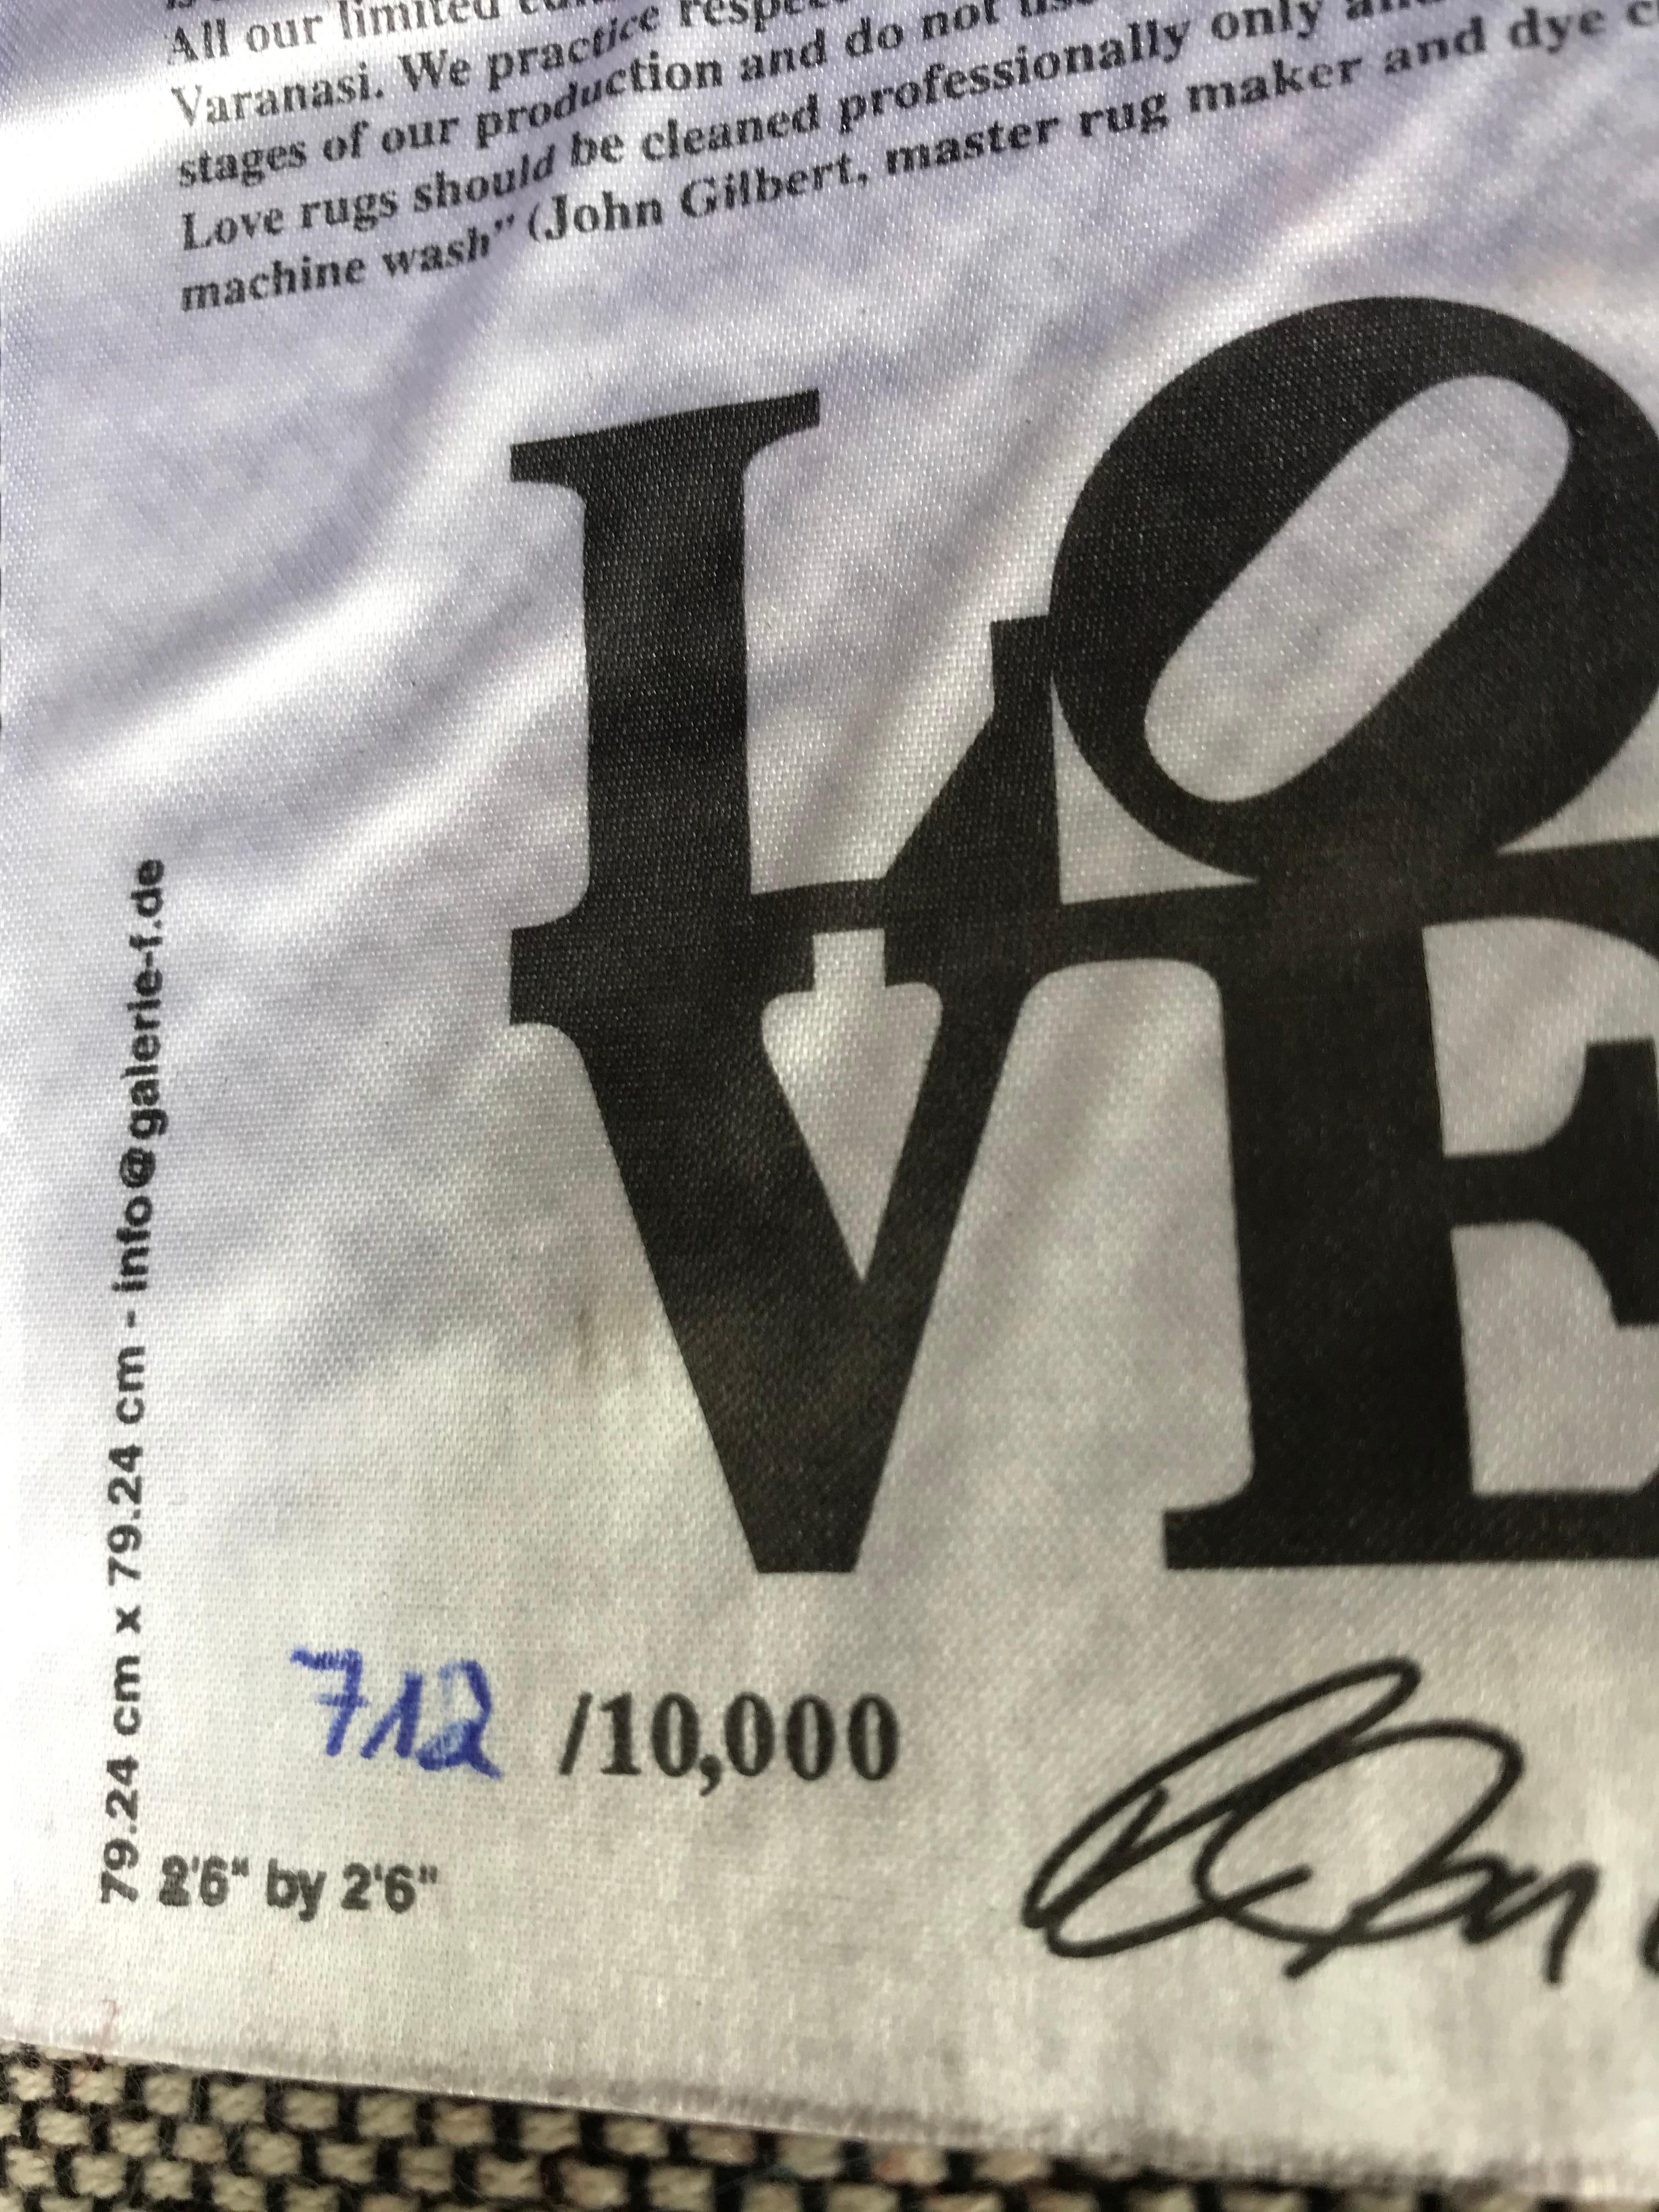 All our limited
Varanasi. We practice
stages of our production and do not
Love rugs should be cleaned professionally only
machine wash" (John Gilbert, master rug maker and dye
LO
VE
79.24 cm x 79.24 cm - info@galerie-f.de
712 /10,000
2'6" by 2'6"